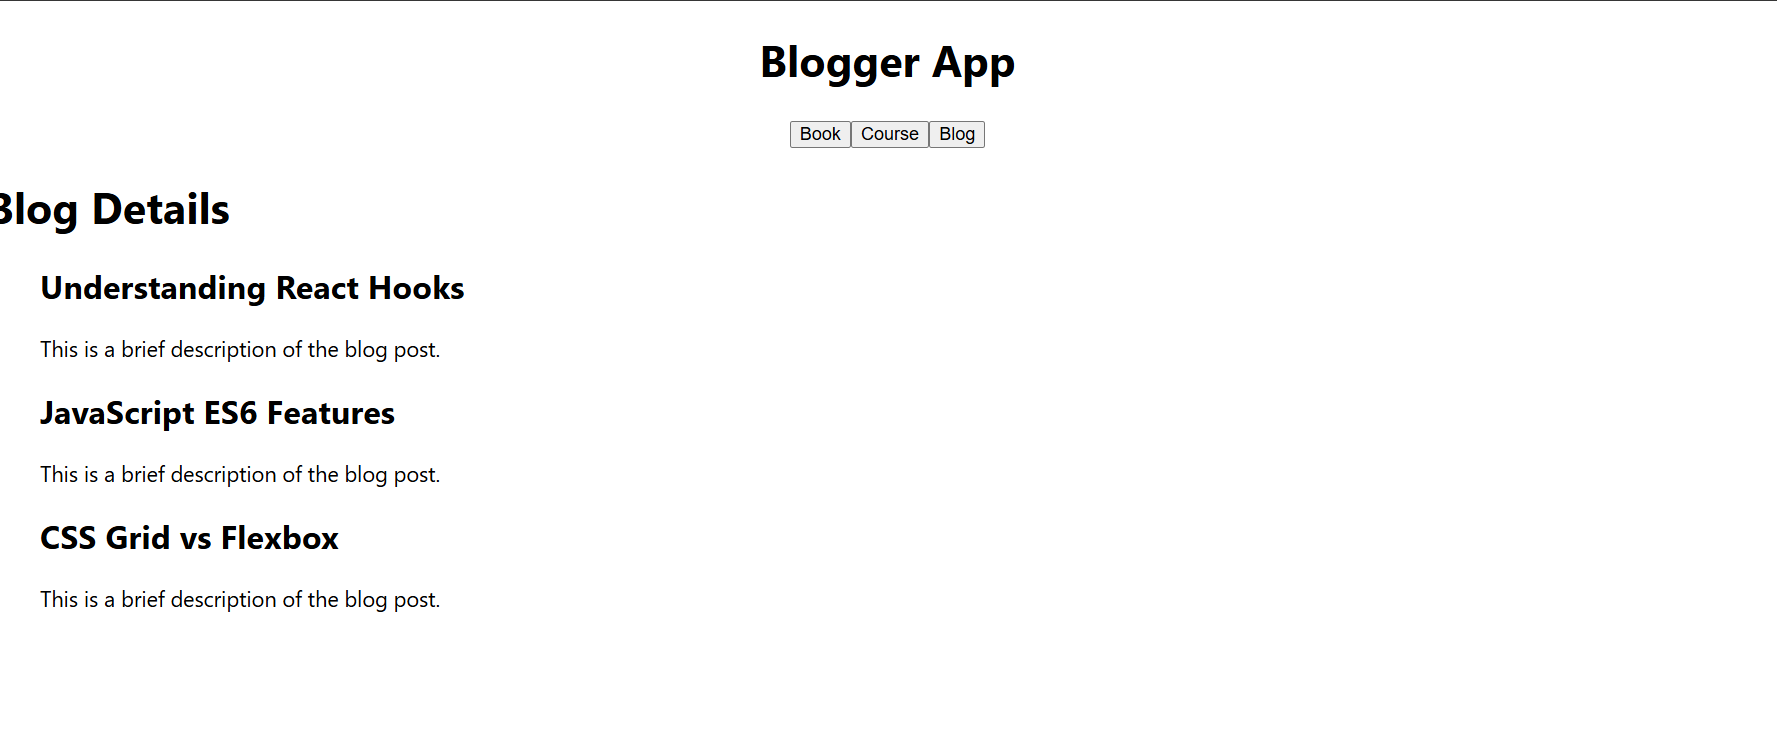 Blogger App
Book Course Blog
Blog Details
Understanding React Hooks
This is a brief description of the blog post.
JavaScript ES6 Features
This is a brief description of the blog post.
CSS Grid vs Flexbox
This is a brief description of the blog post.